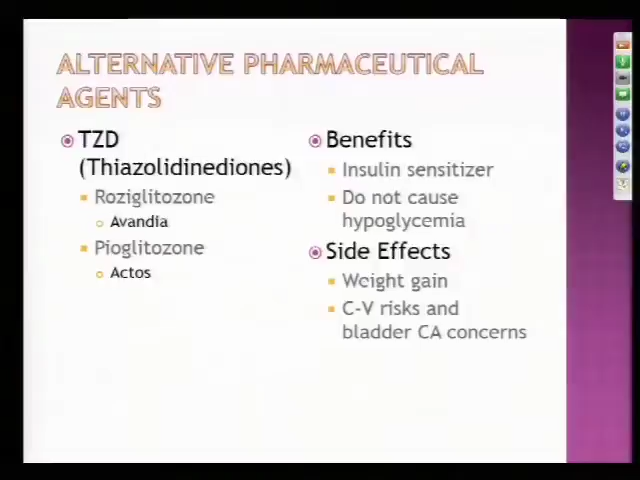 ALTERNATIVE PHARMACEUTICAL
AGENTS
TZD
(Thiazolidinediones)
Roziglitozone
Avandia
Pioglitozone
Actos
Benefits
Insulin sensitizer
Do not cause
hypoglycemia
Side Effects
Weight gain
C-V risks and
bladder CA concerns